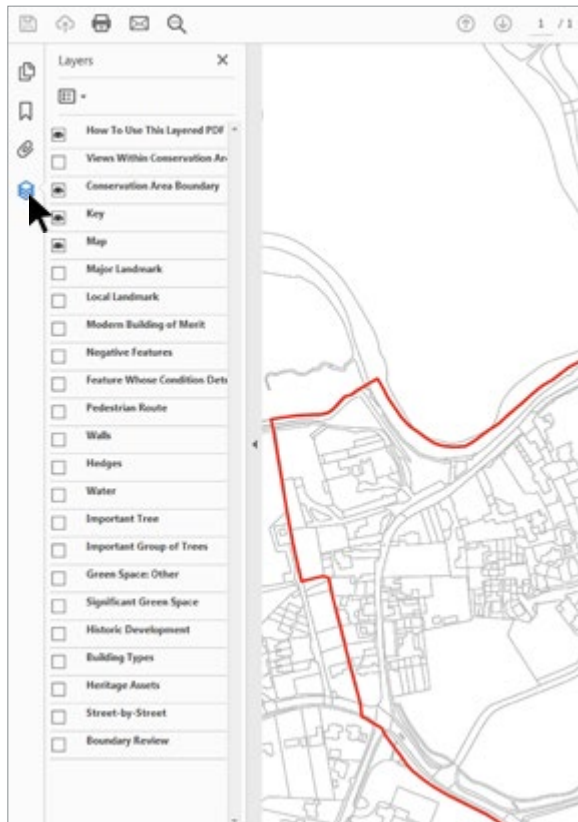 1 / 1
Layers
How To Use This Layered PDF
Views Within Conservation Ar
Conservation Area Boundary
Key
Map
Major Landmark
Local Landmark
Modern Building of Merit
Negative Features
Feature Whose Condition Detr
Pedestrian Route
Walls
Hedges
Water
Important Tree
Important Group of Trees
Green Space: Other
Significant Green Space
Historic Development
Building Types
Heritage Assets
Street-by-Street
Boundary Review